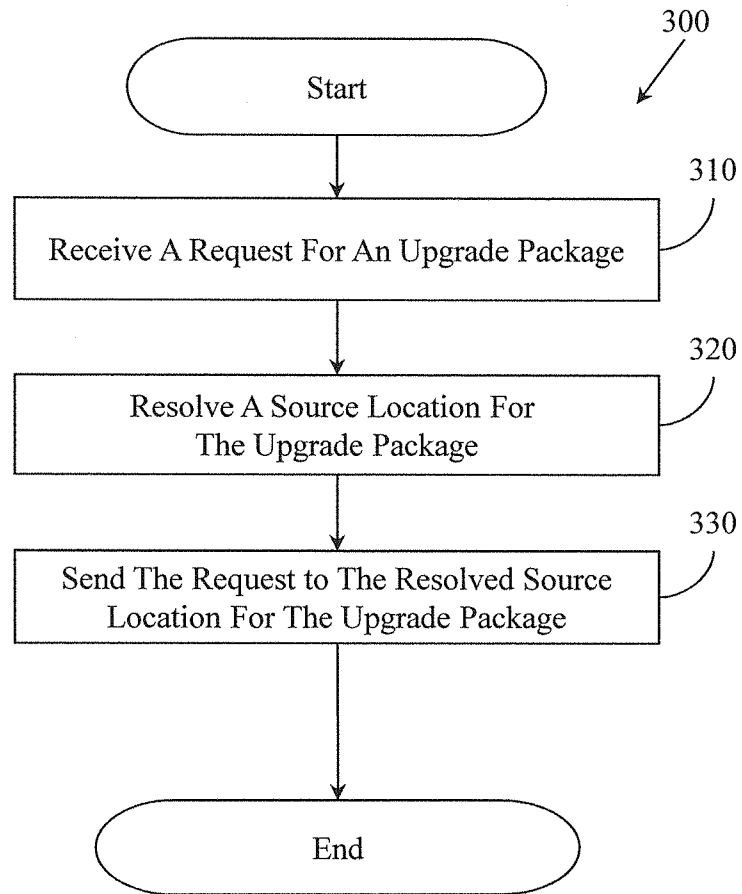 300
Start
310
Receive A Request For An Upgrade Package
320
Resolve A Source Location For
The Upgrade Package
330
Send The Request to The Resolved Source
Location For The Upgrade Package
End